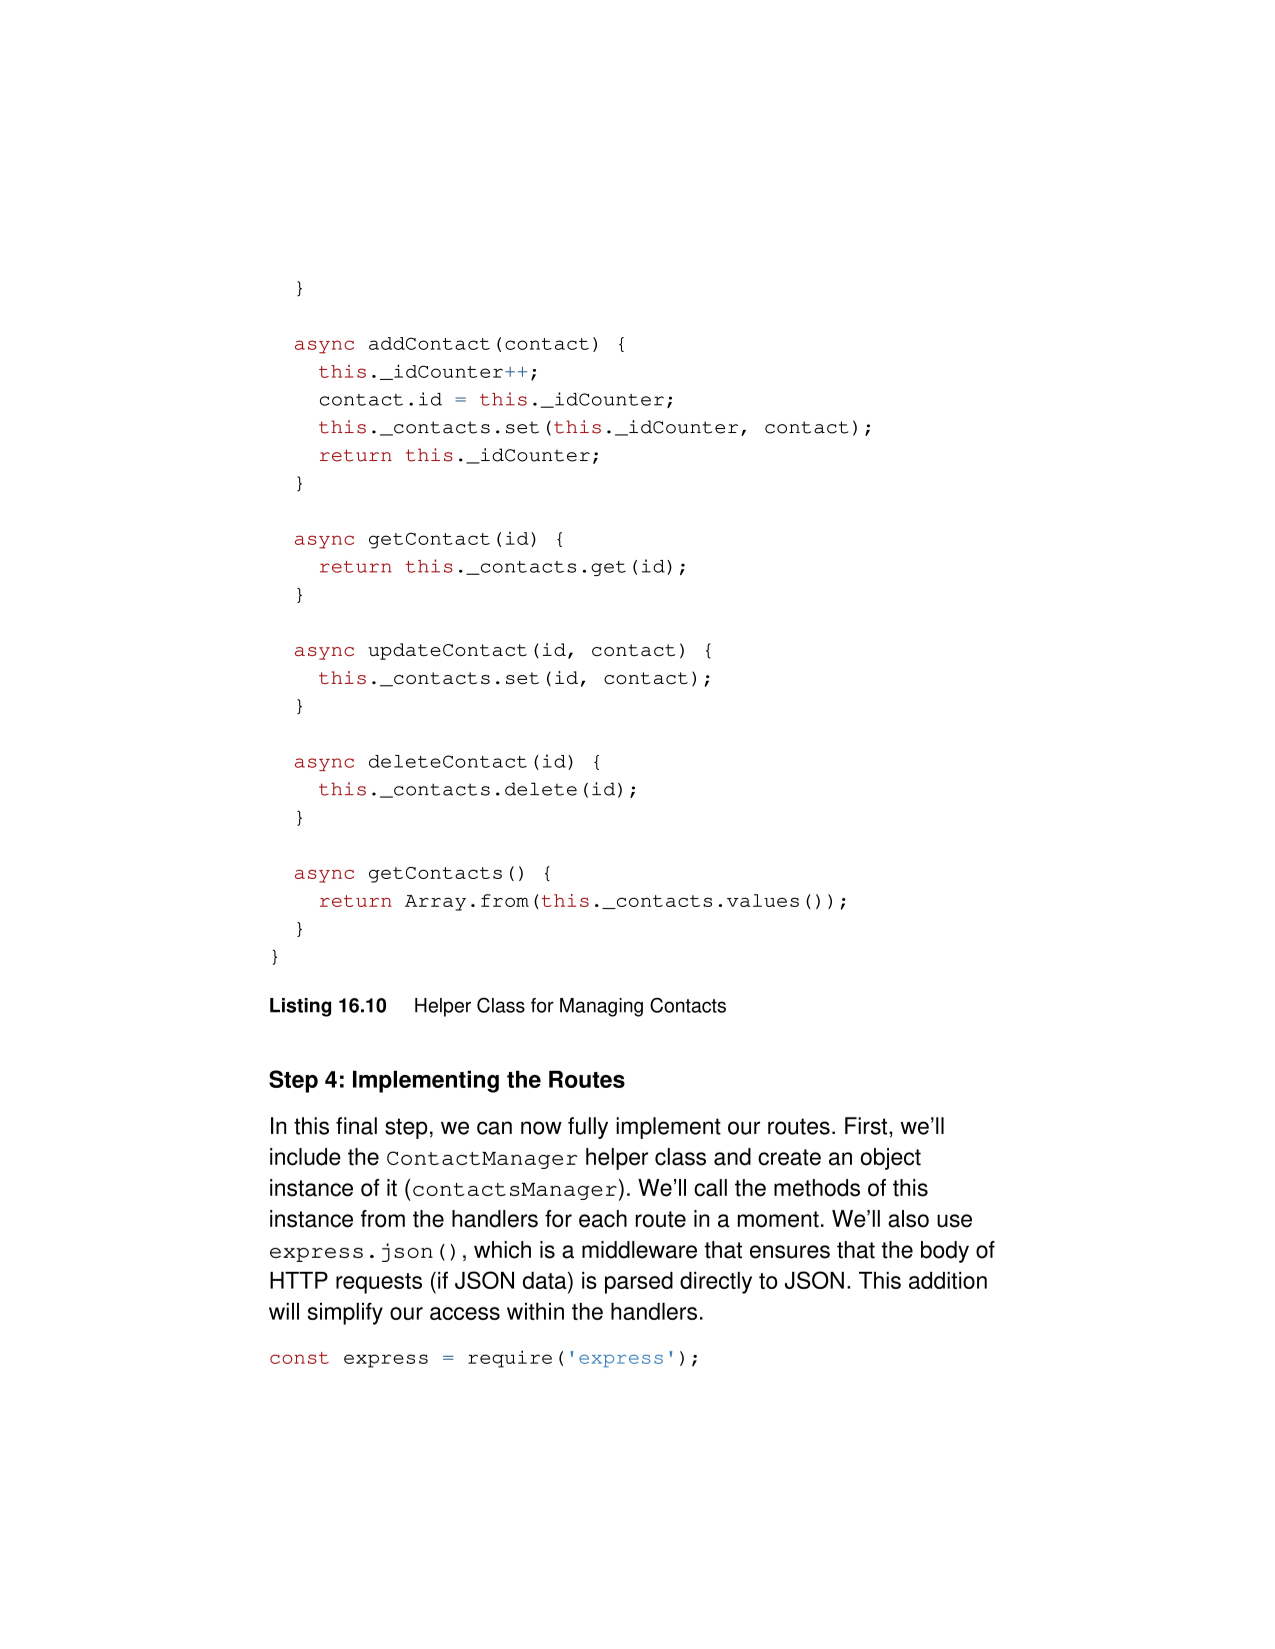 }
async addContact(contact) {
this._idCounter++;
contact.id = this._idCounter;
this._contacts.set(this._idCounter, contact);
return this._idCounter;
}
async getContact(id) {
return this._contacts.get(id);
}
async updateContact(id, contact) {
this._contacts.set(id, contact);
}
async deleteContact(id) {
this._contacts.delete(id);
}
async getContacts() {
return Array.from(this._contacts.values());
}
}
Listing 16.10 Helper Class for Managing Contacts
Step 4: Implementing the Routes
In this final step, we can now fully implement our routes. First, we’ll
include the ContactManager helper class and create an object
instance of it (contactsManager). We’ll call the methods of this
instance from the handlers for each route in a moment. We’ll also use
express.json(), which is a middleware that ensures that the body of
HTTP requests (if JSON data) is parsed directly to JSON. This addition
will simplify our access within the handlers.
const express = require('express');